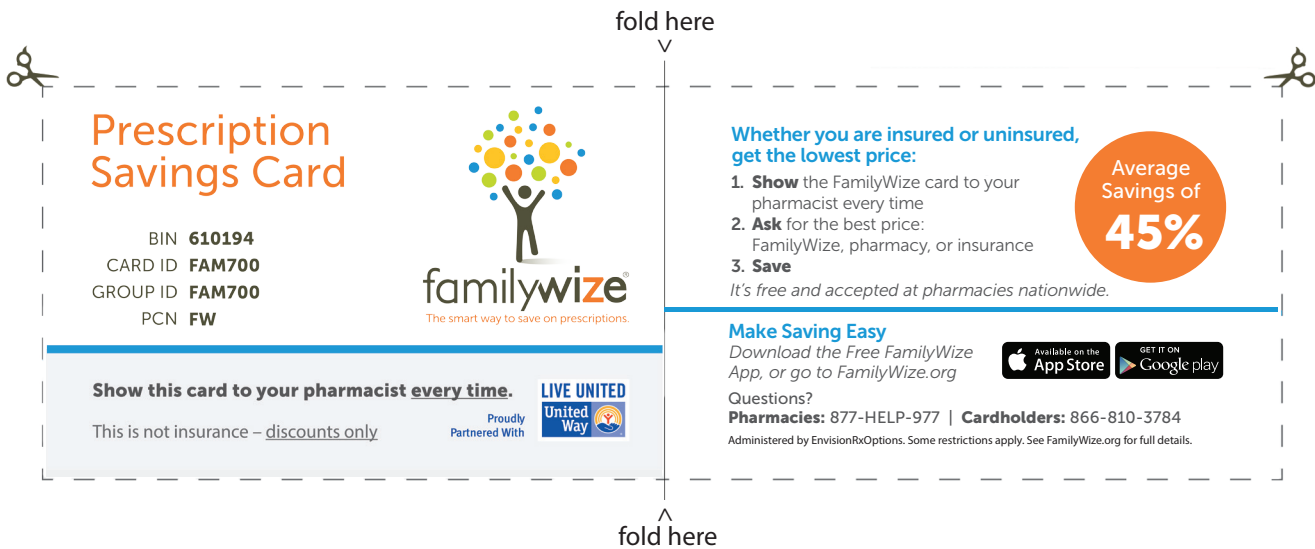 fold here
Prescription
Savings Card
BIN 610194
CARD ID FAM700
GROUP ID FAM700
PCN FW
familywize®
The smart way to save on prescriptions.
Show this card to your pharmacist every time.
This is not insurance – discounts only
Proudly
Partnered With
LIVE UNITED
United
Way
Whether you are insured or uninsured,
get the lowest price:
1. Show the FamilyWize card to your
pharmacist every time
2. Ask for the best price:
FamilyWize, pharmacy, or insurance
3. Save
It's free and accepted at pharmacies nationwide.
Average
Savings of
45%
Make Saving Easy
Download the Free FamilyWize
App, or go to FamilyWize.org
Available on the
App Store
GET IT ON
Google play
Questions?
Pharmacies: 877-HELP-977 | Cardholders: 866-810-3784
Administered by EnvisionRxOptions. Some restrictions apply. See FamilyWize.org for full details.
fold here